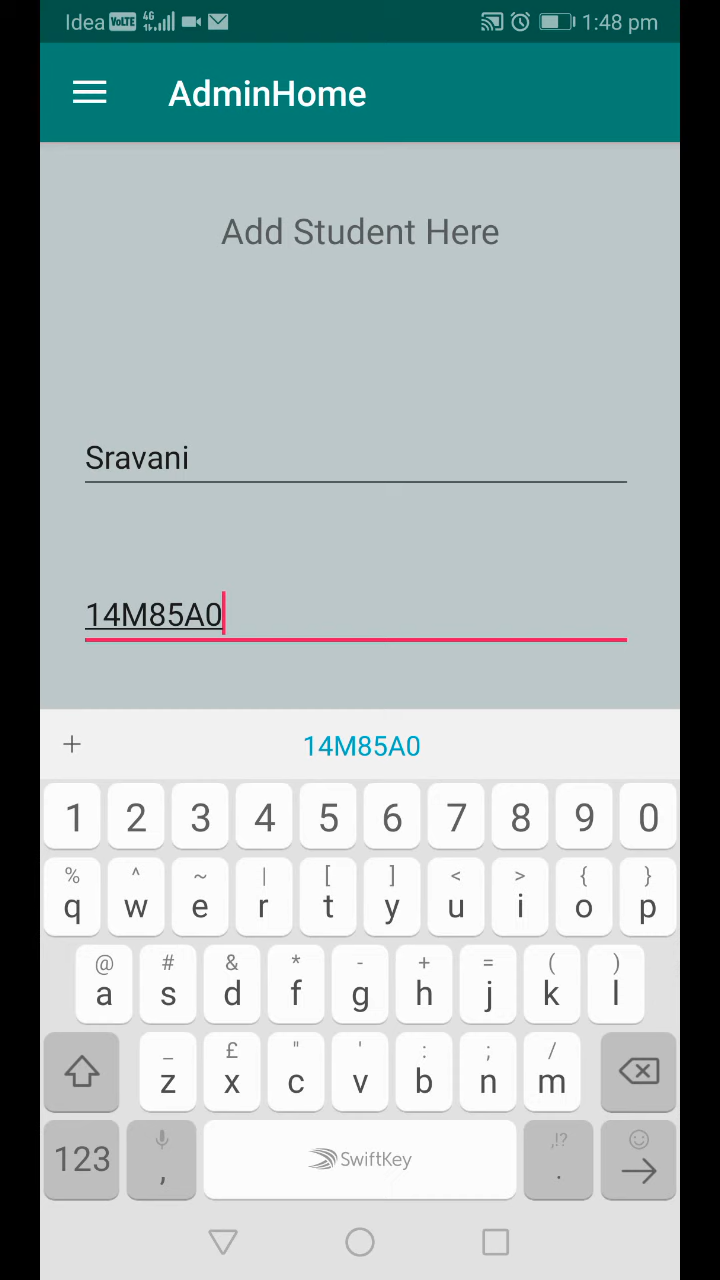 Idea VoLTE 4G 1:48 pm
AdminHome
Add Student Here
Sravani
14M85A0
+ 14M85A0
1 2 3 4 5 6 7 8 9 0
% ^ ~ | [ ] < > { }
q w e r t y u i o p
@ # & * - + = ( )
a s d f g h j k l
_ £ " ' : ; /
z x c v b n m
,!?
123 , SwiftKey .